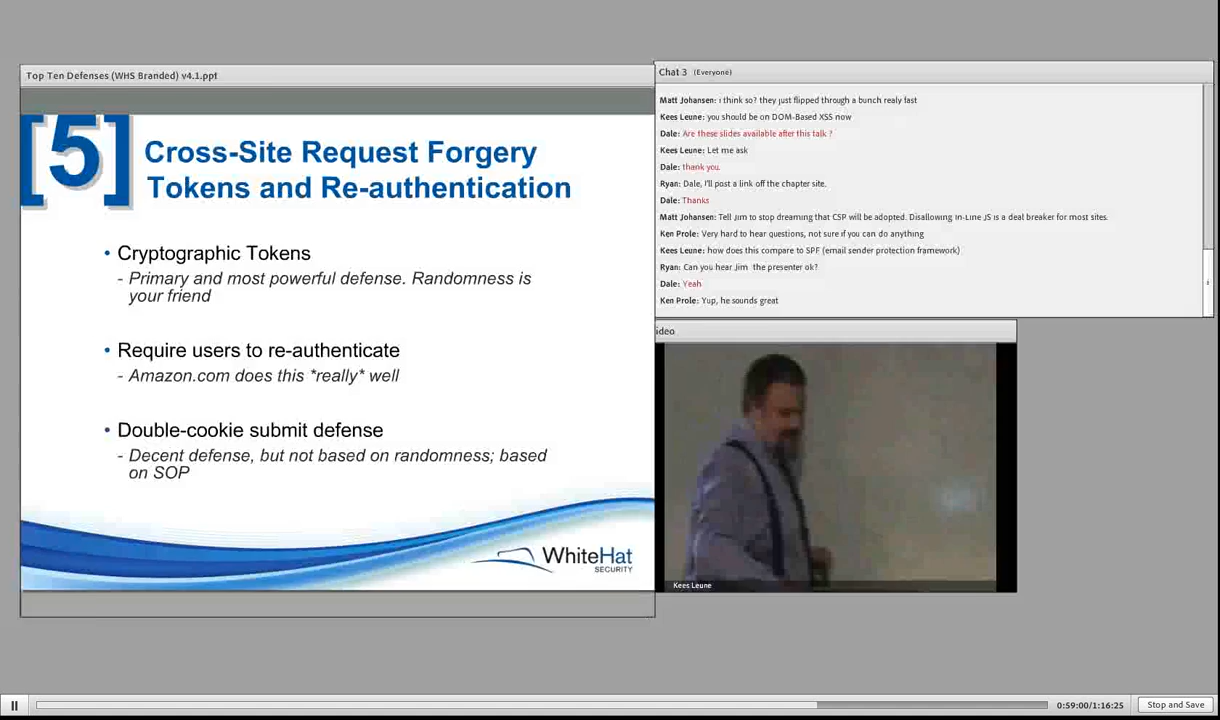 Top Ten Defenses (WHS Branded) v4.1.ppt
[5]
Cross-Site Request Forgery
Tokens and Re-authentication
• Cryptographic Tokens
- Primary and most powerful defense. Randomness is
your friend
• Require users to re-authenticate
- Amazon.com does this *really* well
• Double-cookie submit defense
- Decent defense, but not based on randomness; based
on SOP
WhiteHat
SECURITY
Chat 3 (Everyone)
Matt Johansen: i think so? they just flipped through a bunch realy fast
Kees Leune: you should be on DOM-Based XSS now
Dale: Are these slides available after this talk ?
Kees Leune: Let me ask
Dale: thank you.
Ryan: Dale, I'll post a link off the chapter site.
Dale: Thanks
Matt Johansen: Tell Jim to stop dreaming that CSP will be adopted. Disallowing In-Line JS is a deal breaker for most sites.
Ken Prole: Very hard to hear questions, not sure if you can do anything
Kees Leune: how does this compare to SPF (email sender protection framework)
Ryan: Can you hear Jim the presenter ok?
Dale: Yeah
Ken Prole: Yup, he sounds great
ideo
Kees Leune
0:59:00/1:16:25
Stop and Save